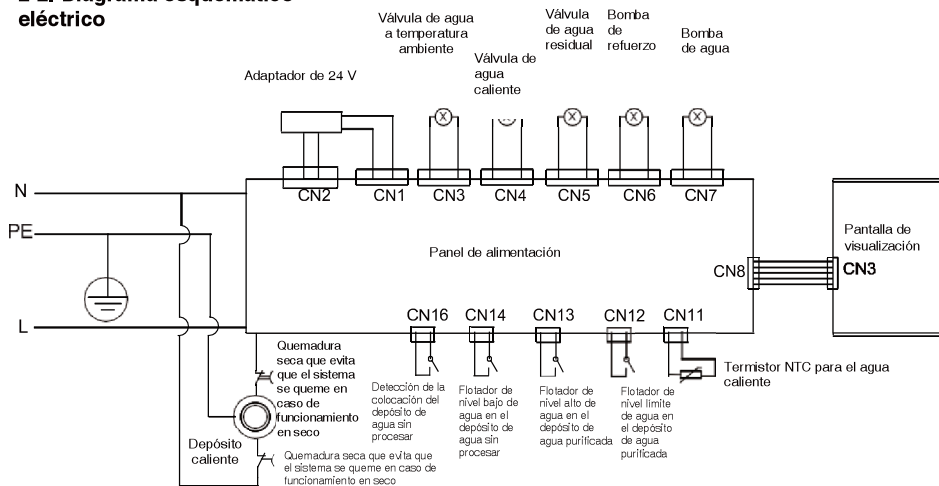 eléctrico
Adaptador de 24 V
Válvula de agua
a temperatura
ambiente
Válvula de
agua
caliente
Válvula
de agua
residual
Bomba
de
refuerzo
Bomba
de agua
CN2
CN1
CN3
CN4
CN5
CN6
CN7
N
PE
L
Panel de alimentación
CN8
CN3
Pantalla de
visualización
CN16
CN14
CN13
CN12
CN11
Quemadura
seca que evita
que el sistema
se queme en
caso de
funcionamiento
en seco
Detección de la
colocación del
depósito de
agua sin
procesar
Flotador de
nivel bajo de
agua en el
depósito de
agua sin
procesar
Flotador de
nivel alto de
agua en el
depósito de
agua purificada
Flotador de
nivel límite
de agua en
el depósito
de agua
purificada
Termistor NTC para el agua
caliente
Depósito
caliente
Quemadura seca que evita que
el sistema se queme en caso de
funcionamiento en seco